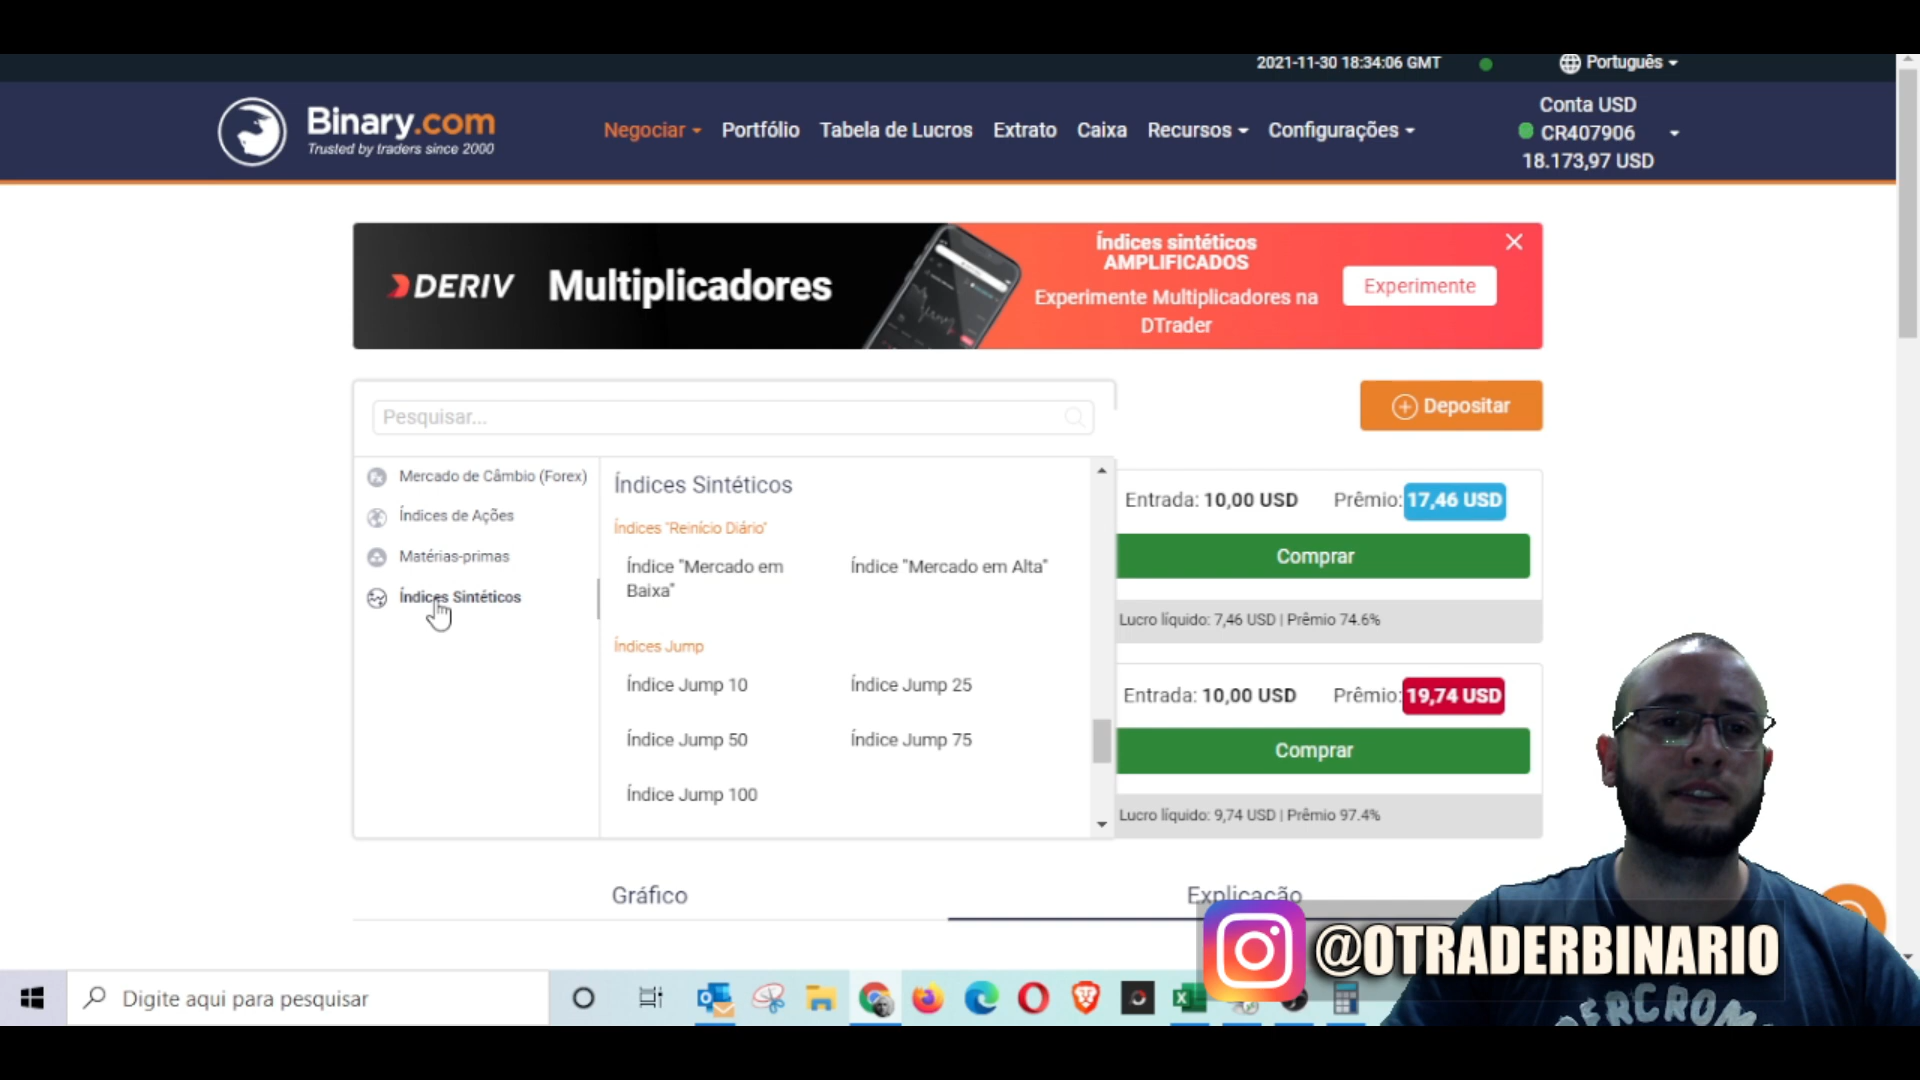 2021-11-30 18:34:06 GMT
Português
Binary.com
Trusted by traders since 2000
Negociar
Portfólio
Tabela de Lucros
Extrato
Caixa
Recursos
Configurações
Conta USD
CR407906
18.173,97 USD
DERIV
Multiplicadores
Índices sintéticos
AMPLIFICADOS
Experimente Multiplicadores na
DTrader
Experimente
Pesquisar...
Depositar
Mercado de Câmbio (Forex)
Índices de Ações
Matérias-primas
Índices Sintéticos
Índices Sintéticos
Índices "Reinício Diário"
Índice "Mercado em
Baixa"
Índice "Mercado em Alta"
Índices Jump
Índice Jump 10
Índice Jump 25
Índice Jump 50
Índice Jump 75
Índice Jump 100
Entrada: 10,00 USD
Prêmio: 17,46 USD
Comprar
Lucro líquido: 7,46 USD | Prêmio 74.6%
Entrada: 10,00 USD
Prêmio: 19,74 USD
Comprar
Lucro líquido: 9,74 USD | Prêmio 97.4%
Gráfico
Explicação
@OTRADERBINARIO
Digite aqui para pesquisar